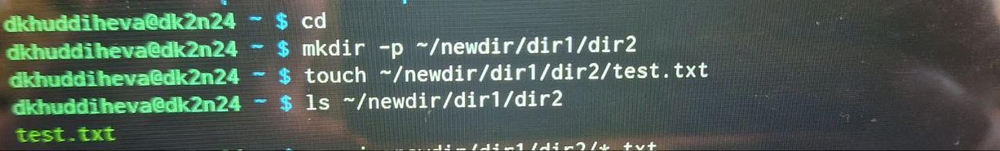 dkhuddiheva@dk2n24 ~ $ cd
dkhuddiheva@dk2n24 ~ $ mkdir -p ~/newdir/dir1/dir2
dkhuddiheva@dk2n24 ~ $ touch ~/newdir/dir1/dir2/test.txt
dkhuddiheva@dk2n24 ~ $ ls ~/newdir/dir1/dir2
test.txt